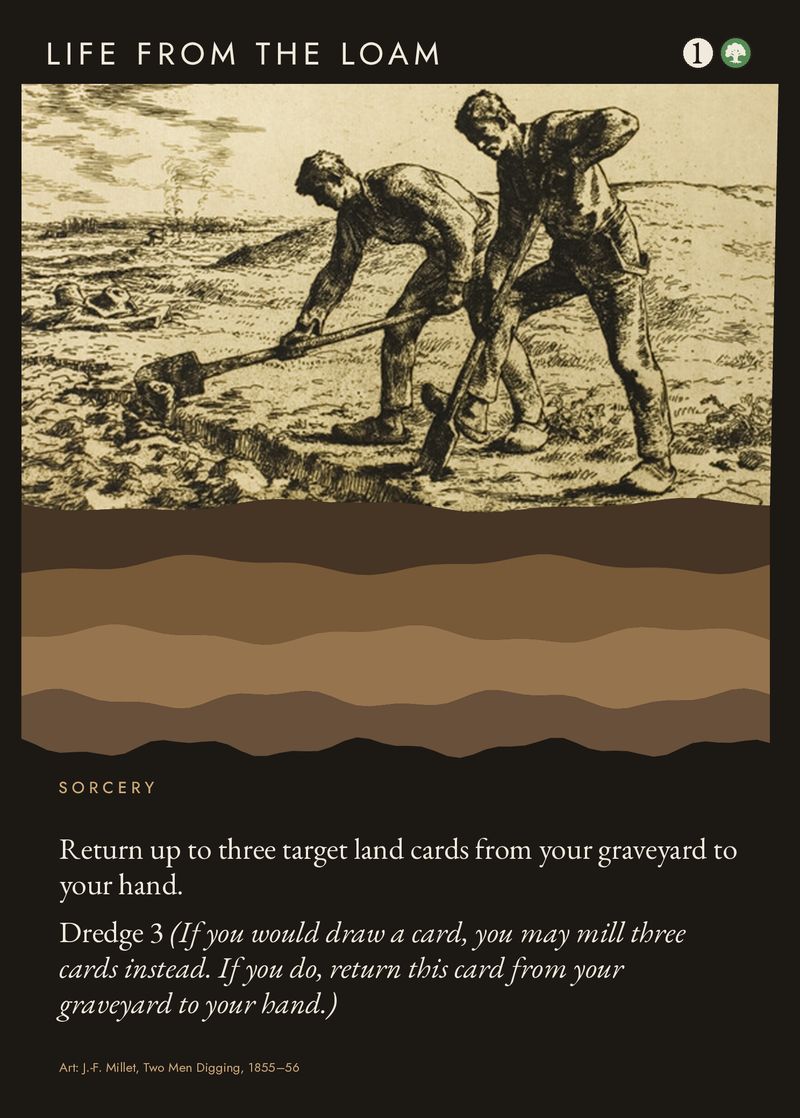 LIFE FROM THE LOAM
1
SORCERY
Return up to three target land cards from your graveyard to
your hand.
Dredge 3 (If you would draw a card, you may mill three
cards instead. If you do, return this card from your
graveyard to your hand.)
Art: J.-F. Millet, Two Men Digging, 1855–56